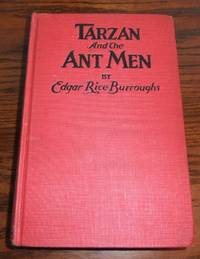 TARZAN
And the
ANT MEN
BY
Edgar Rice Burroughs